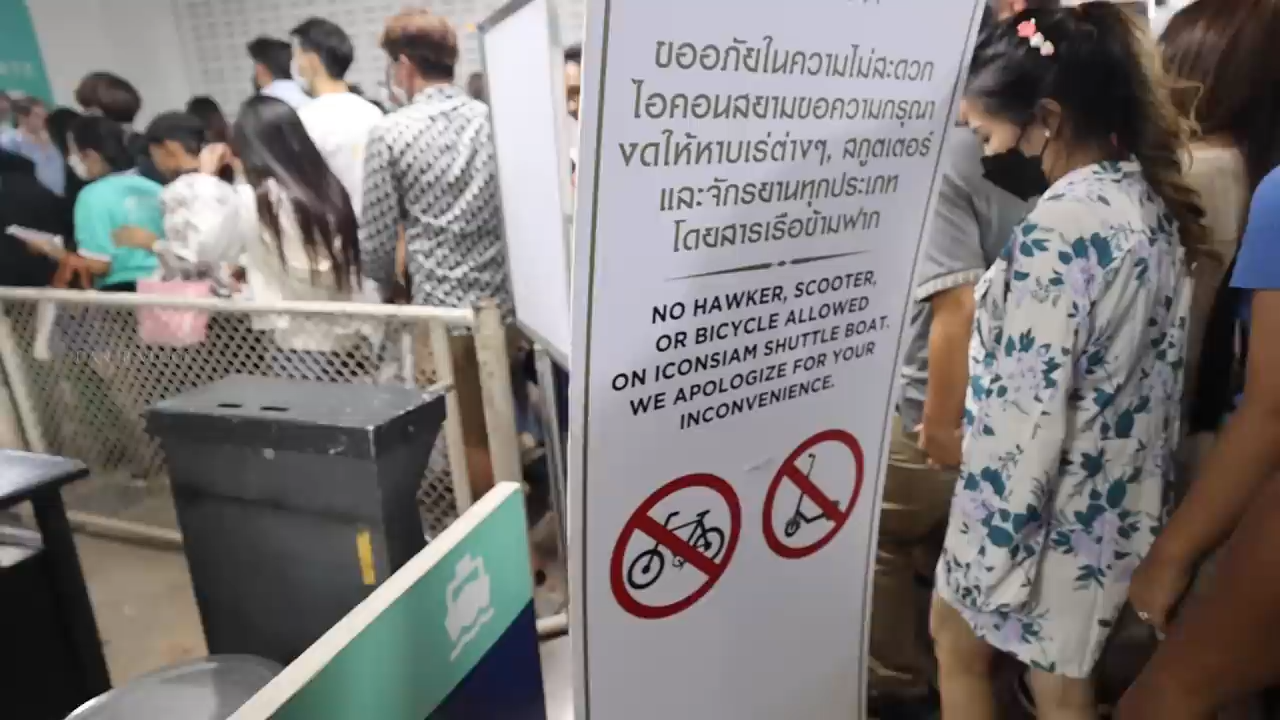 ขออภัยในความไม่สะดวก
ไอคอนสยามขอความกรุณา
งดให้หาบเร่ต่างๆ, สกูตเตอร์
และจักรยานทุกประเภท
โดยสารเรือข้ามฟาก
NO HAWKER, SCOOTER,
OR BICYCLE ALLOWED
ON ICONSIAM SHUTTLE BOAT.
WE APOLOGIZE FOR YOUR
INCONVENIENCE.